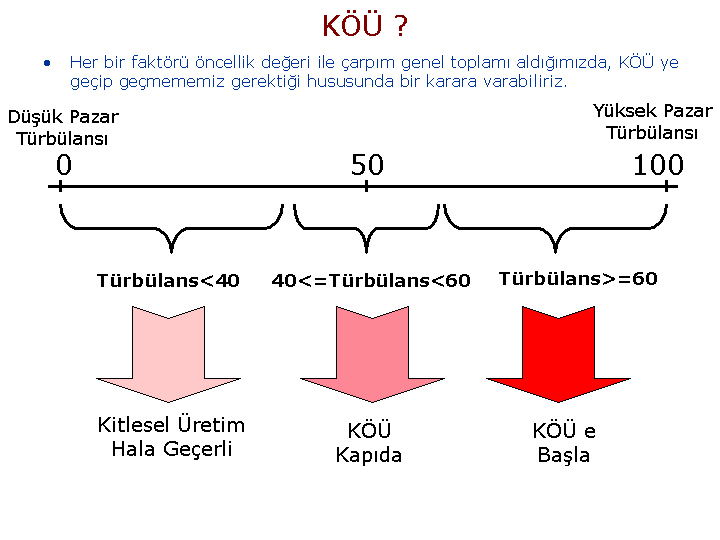 KÖÜ ?
• Her bir faktörü öncellik değeri ile çarpım genel toplamı aldığımızda, KÖÜ ye
geçip geçmememiz gerektiği hususunda bir karara varabiliriz.
Düşük Pazar
Türbülansı
Yüksek Pazar
Türbülansı
0 50 100
Türbülans<40 40<=Türbülans<60 Türbülans>=60
Kitlesel Üretim
Hala Geçerli
KÖÜ
Kapıda
KÖÜ e
Başla